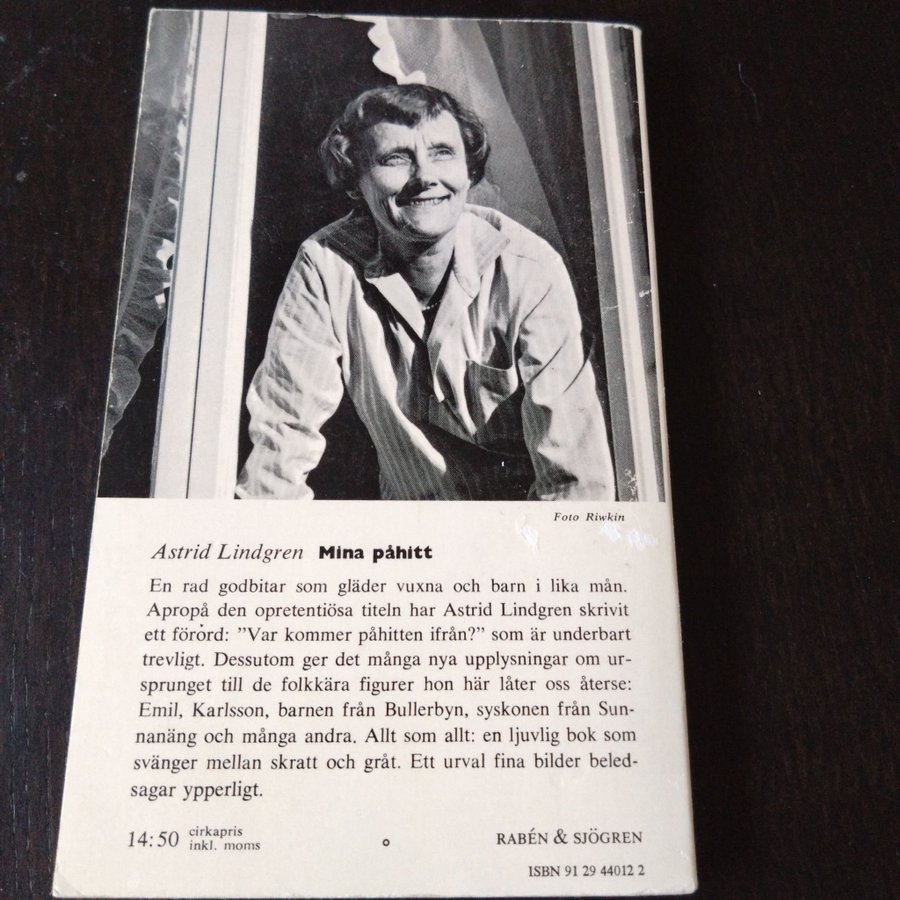 Foto Riwkin
Astrid Lindgren Mina påhitt
En rad godbitar som gläder vuxna och barn i lika mån.
Apropå den opretentiösa titeln har Astrid Lindgren skrivit
ett förord: ”Var kommer påhitten ifrån?” som är underbart
trevligt. Dessutom ger det många nya upplysningar om ur-
sprunget till de folkkära figurer hon här låter oss återse:
Emil, Karlsson, barnen från Bullerbyn, syskonen från Sun-
nanäng och många andra. Allt som allt: en ljuvlig bok som
svänger mellan skratt och gråt. Ett urval fina bilder beled-
sagar ypperligt.
14:50 cirkapris
inkl. moms
RABÉN & SJÖGREN
ISBN 91 29 44012 2